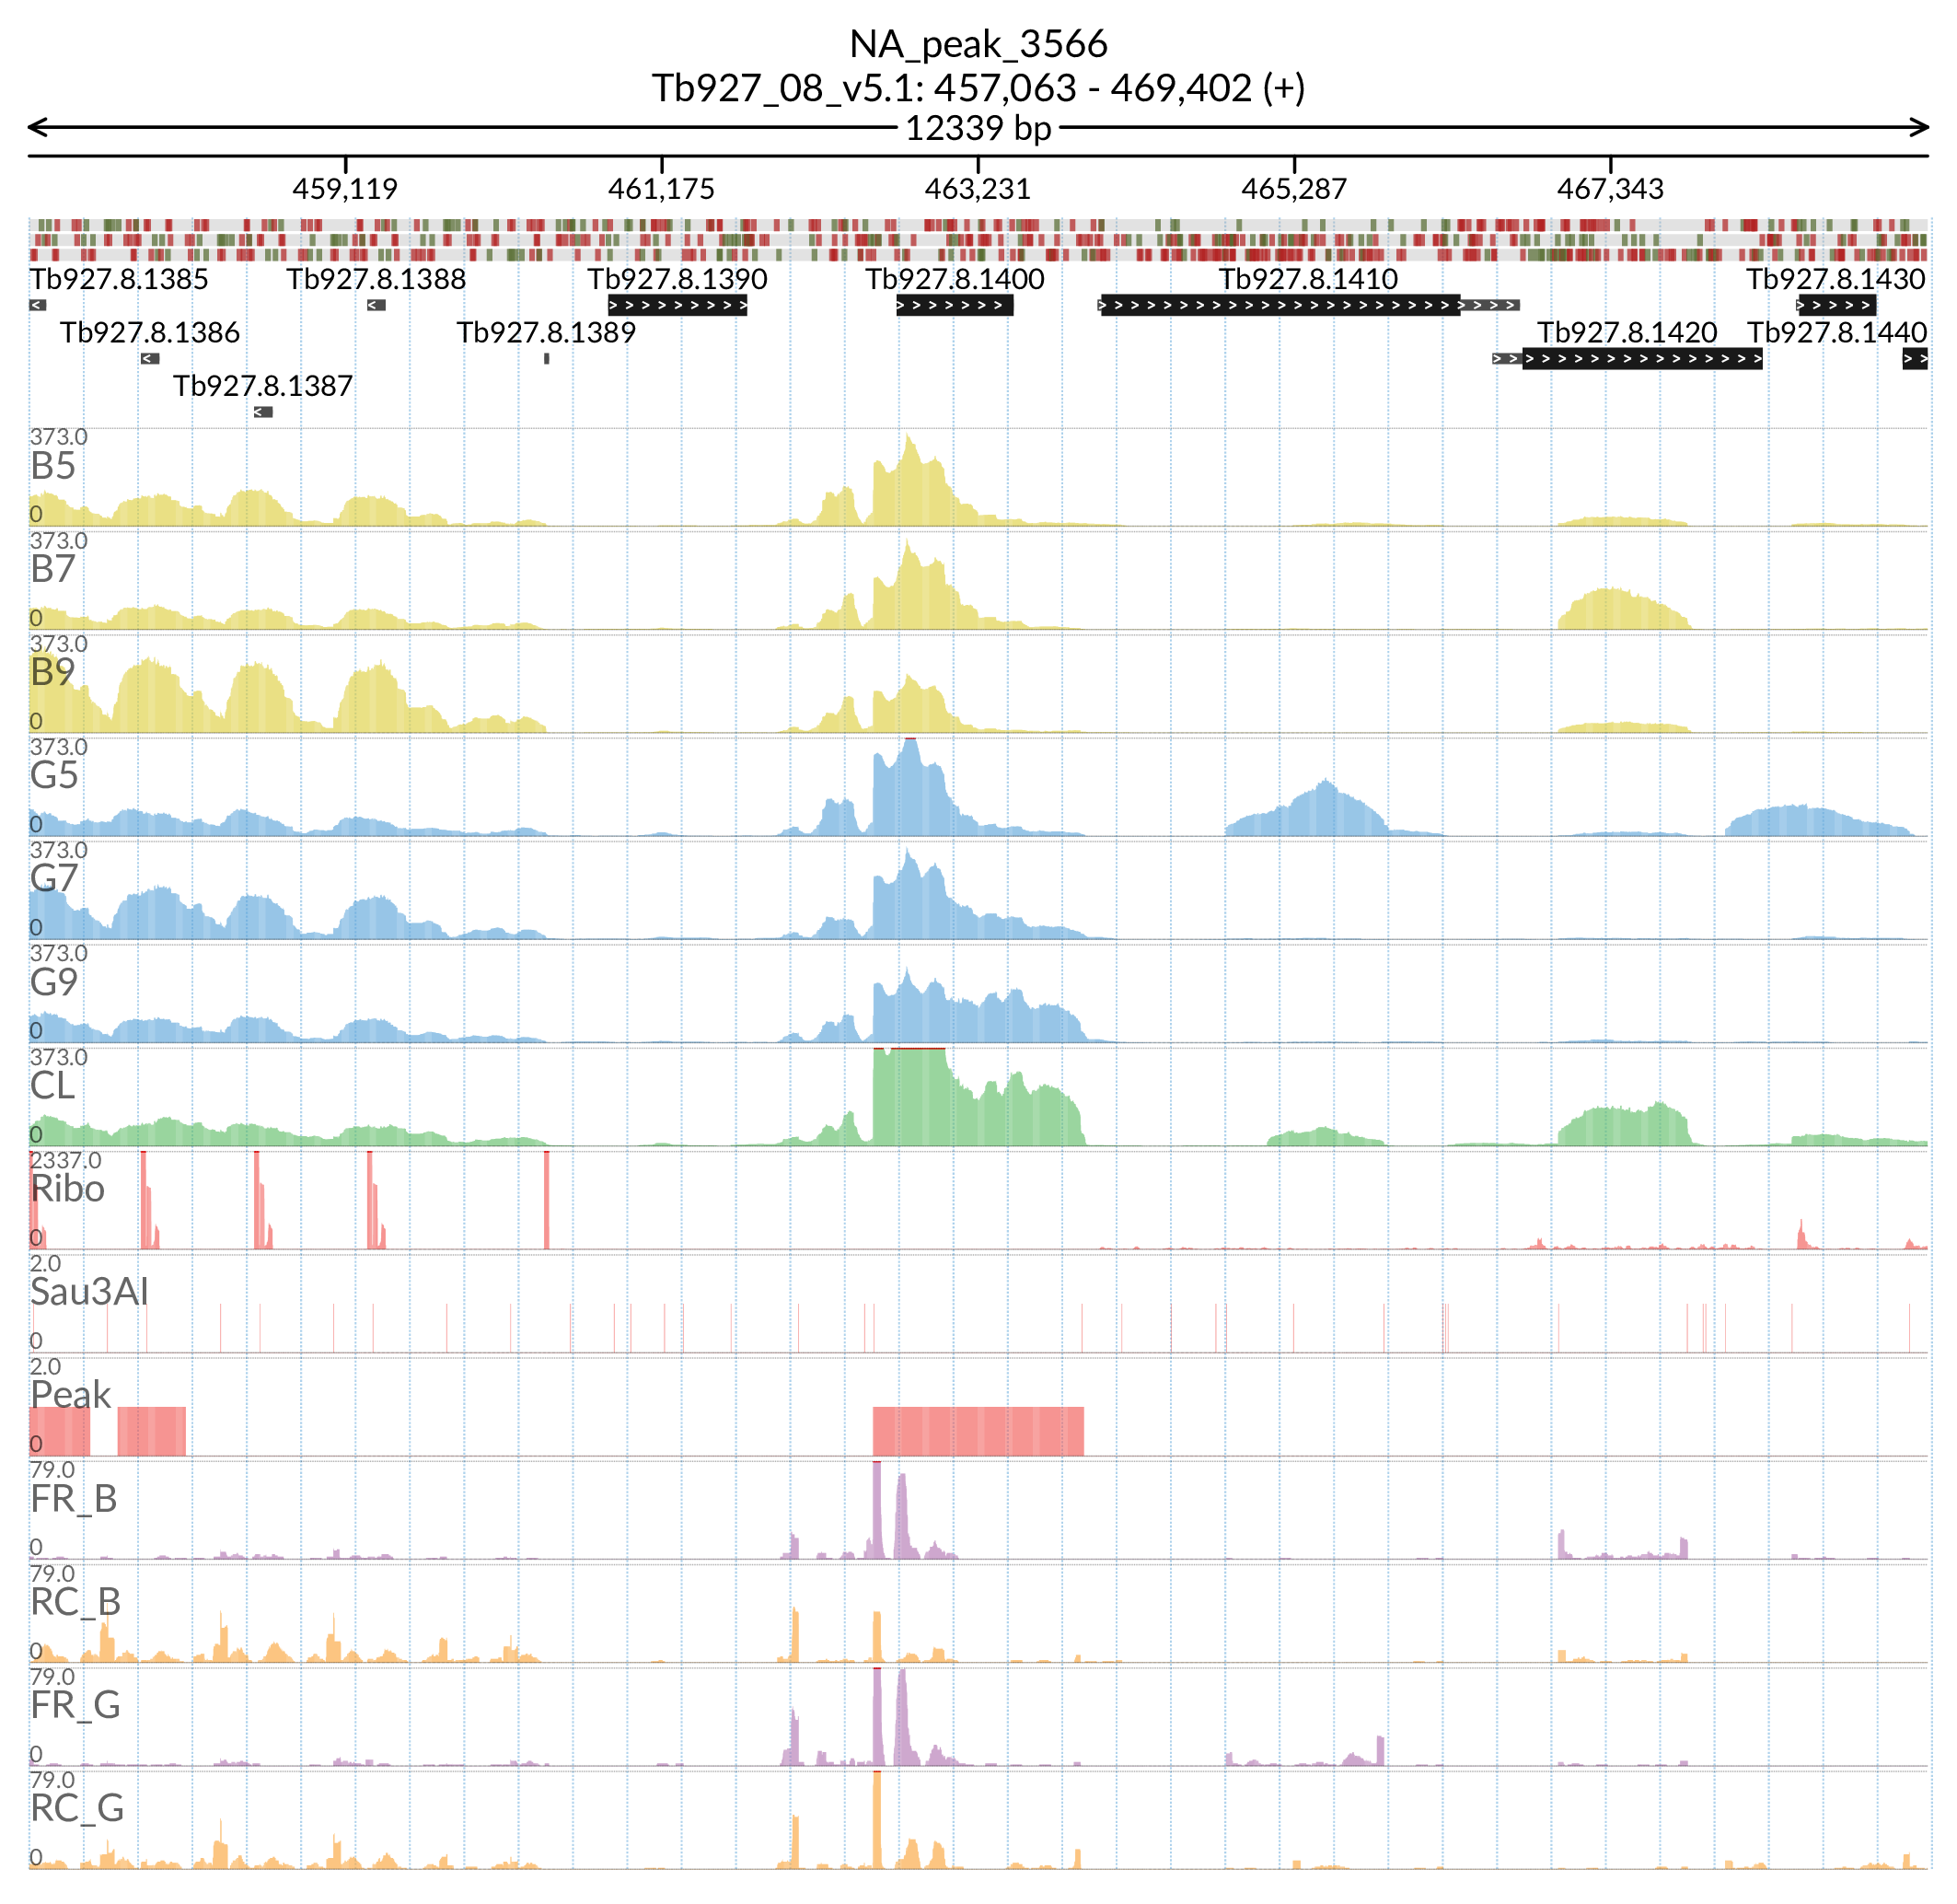 NA_peak_3566
Tb927_08_v5.1: 457,063 - 469,402 (+)
12339 bp
459,119 461,175 463,231 465,287 467,343
Tb927.8.1385 Tb927.8.1388 Tb927.8.1390 Tb927.8.1400 Tb927.8.1410 Tb927.8.1430
Tb927.8.1386 Tb927.8.1389 Tb927.8.1420 Tb927.8.1440
Tb927.8.1387
373.0
B5
0
373.0
B7
0
373.0
B9
0
373.0
G5
0
373.0
G7
0
373.0
G9
0
373.0
CL
0
2337.0
Ribo
0
2.0
Sau3AI
0
2.0
Peak
0
79.0
FR_B
0
79.0
RC_B
0
79.0
FR_G
0
79.0
RC_G
0